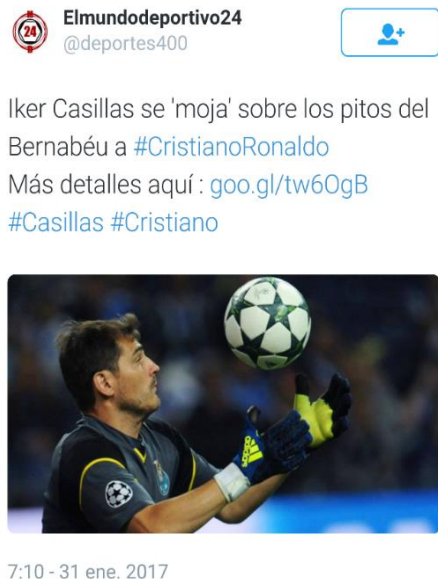 Elmundodeportivo24
@deportes400
24
Iker Casillas se 'moja' sobre los pitos del
Bernabéu a #CristianoRonaldo
Más detalles aquí : goo.gl/tw6OgB
#Casillas #Cristiano
adidas
7:10 - 31 ene. 2017